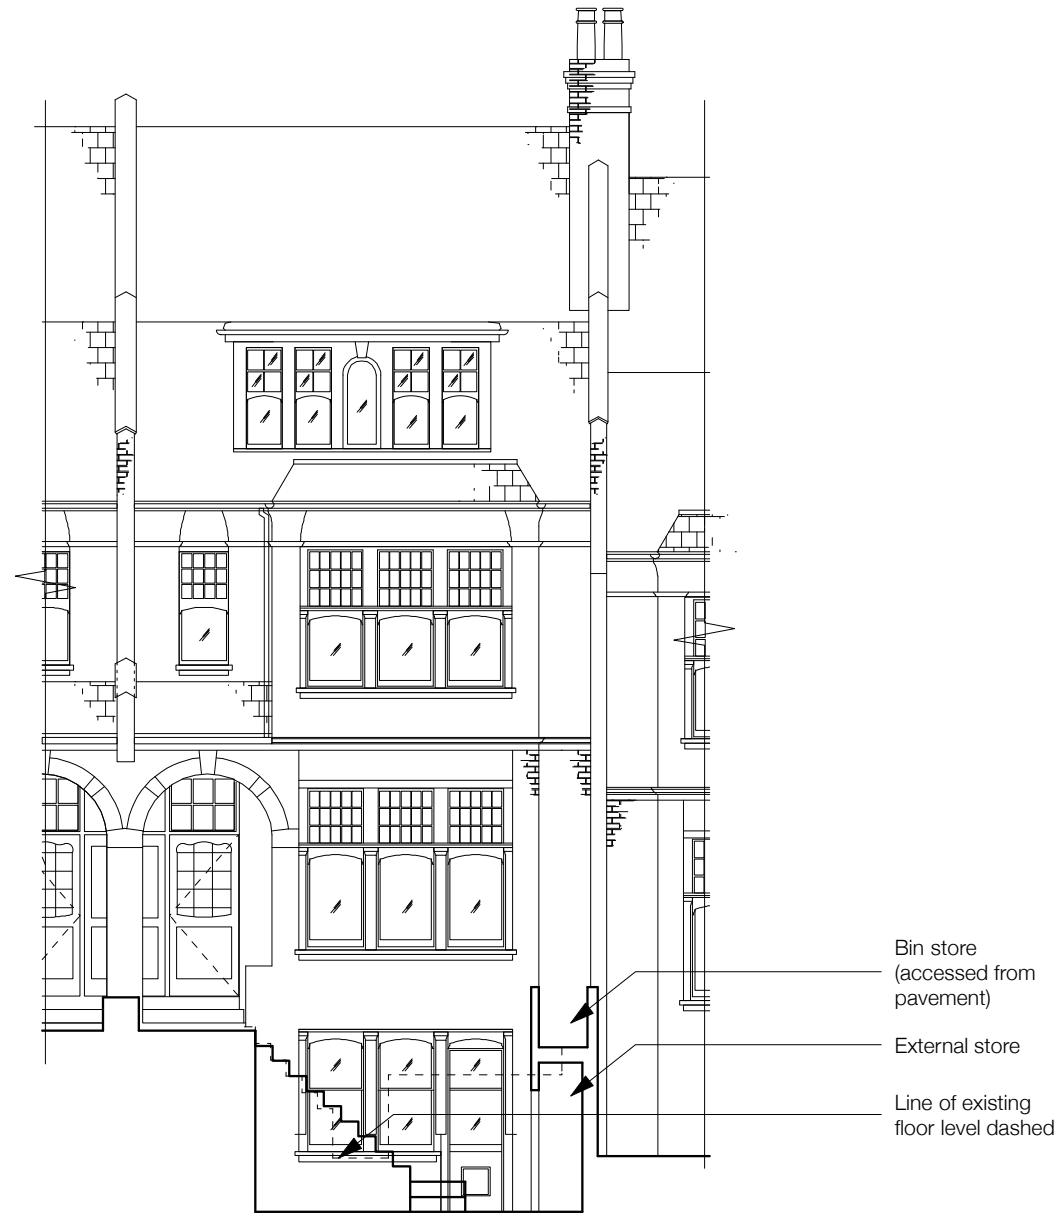 Bin store
(accessed from
pavement)
External store
Line of existing
floor level dashed